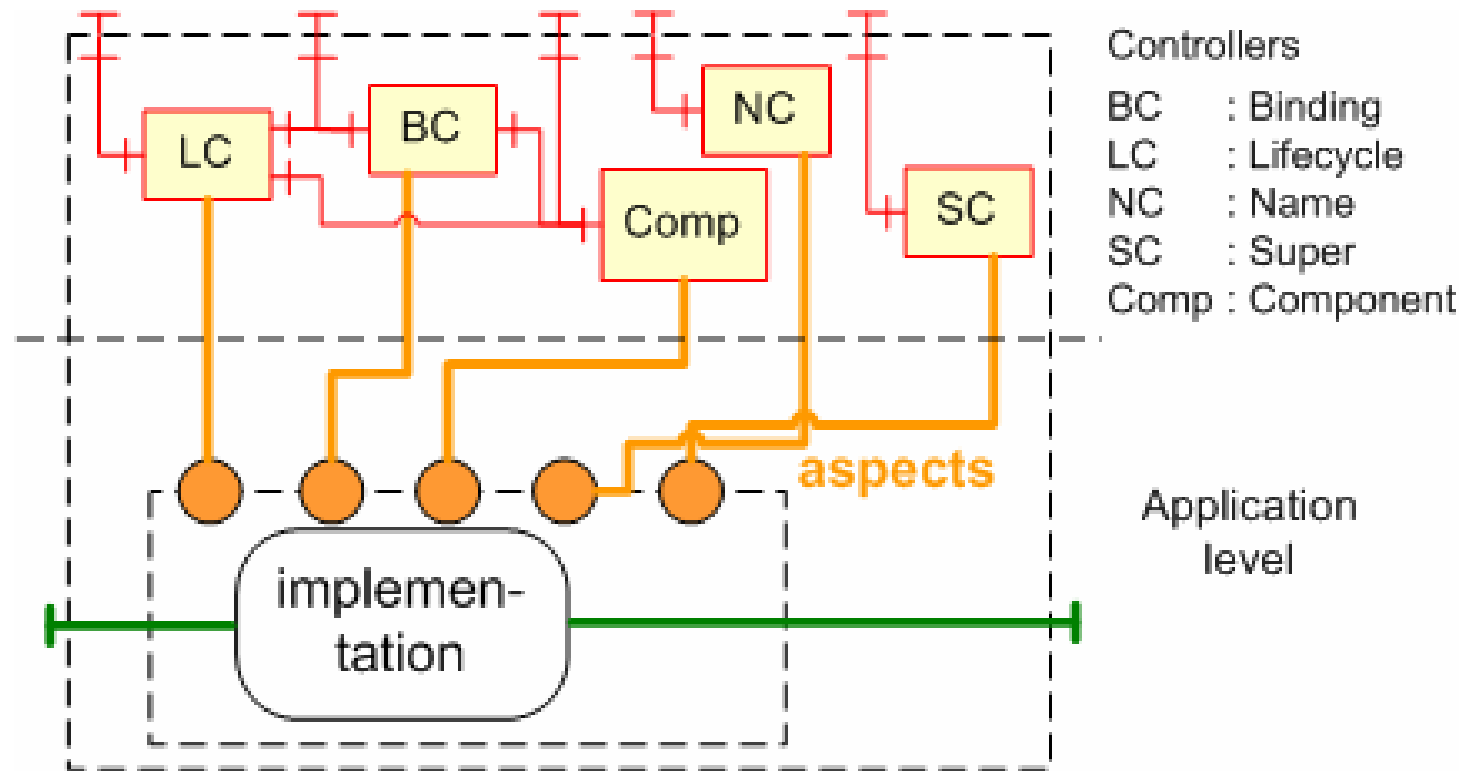 Controllers
BC : Binding
LC : Lifecycle
NC : Name
SC : Super
Comp : Component
LC
BC
NC
Comp
SC
aspects
Application
level
implemen-
tation